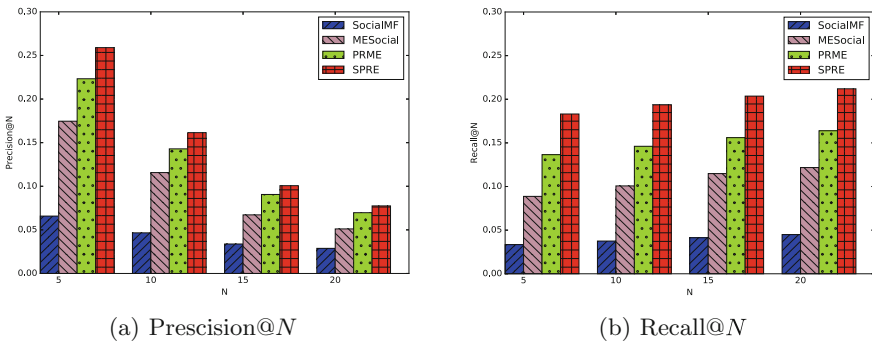 0.30
0.25
0.20
0.15
0.10
0.05
0.00
Precision@N
5
10
15
20
N
SocialMF
MESocial
PRME
SPRE
(a) Prescision@N
0.30
0.25
0.20
0.15
0.10
0.05
0.00
Recall@N
5
10
15
20
N
SocialMF
MESocial
PRME
SPRE
(b) Recall@N